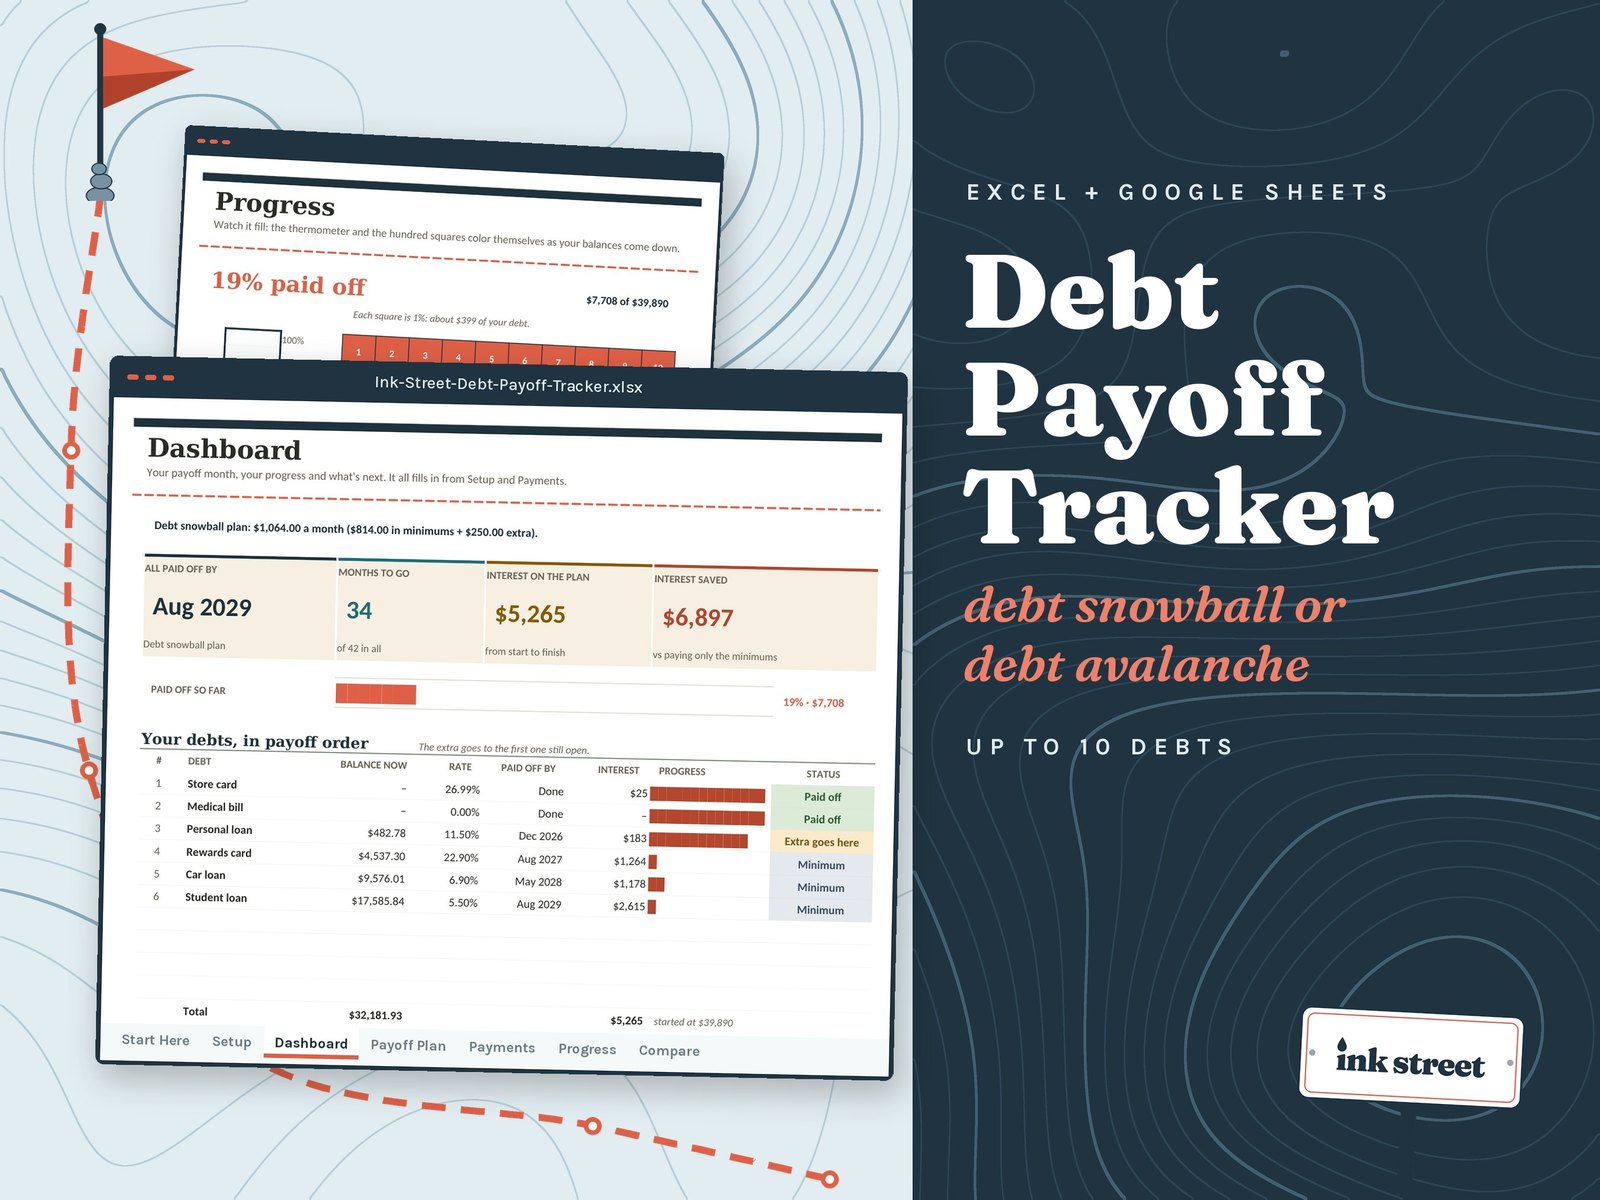 Progress
Watch it fill: the thermometer and the hundred squares color themselves as your balances come down.
19% paid off
$7,708 of $39,890
Each square is 1%: about $399 of your debt.
100%
1 2 3 4 5 6 7 8 9 10
Ink-Street-Debt-Payoff-Tracker.xlsx
Dashboard
Your payoff month, your progress and what's next. It all fills in from Setup and Payments.
Debt snowball plan: $1,064.00 a month ($814.00 in minimums + $250.00 extra).
ALL PAID OFF BY MONTHS TO GO INTEREST ON THE PLAN INTEREST SAVED
Aug 2029 34 $5,265 $6,897
Debt snowball plan of 42 in all from start to finish vs paying only the minimums
PAID OFF SO FAR 19% · $7,708
Your debts, in payoff order The extra goes to the first one still open.
# DEBT BALANCE NOW RATE PAID OFF BY INTEREST PROGRESS STATUS
1 Store card – 26.99% Done $25 Paid off
2 Medical bill – 0.00% Done – Paid off
3 Personal loan $482.78 11.50% Dec 2026 $183 Extra goes here
4 Rewards card $4,537.30 22.90% Aug 2027 $1,264 Minimum
5 Car loan $9,576.01 6.90% May 2028 $1,178 Minimum
6 Student loan $17,585.84 5.50% Aug 2029 $2,615 Minimum
Total $32,181.93 $5,265 started at $39,890
Start Here Setup Dashboard Payoff Plan Payments Progress Compare
EXCEL + GOOGLE SHEETS
Debt
Payoff
Tracker
debt snowball or
debt avalanche
UP TO 10 DEBTS
ink street